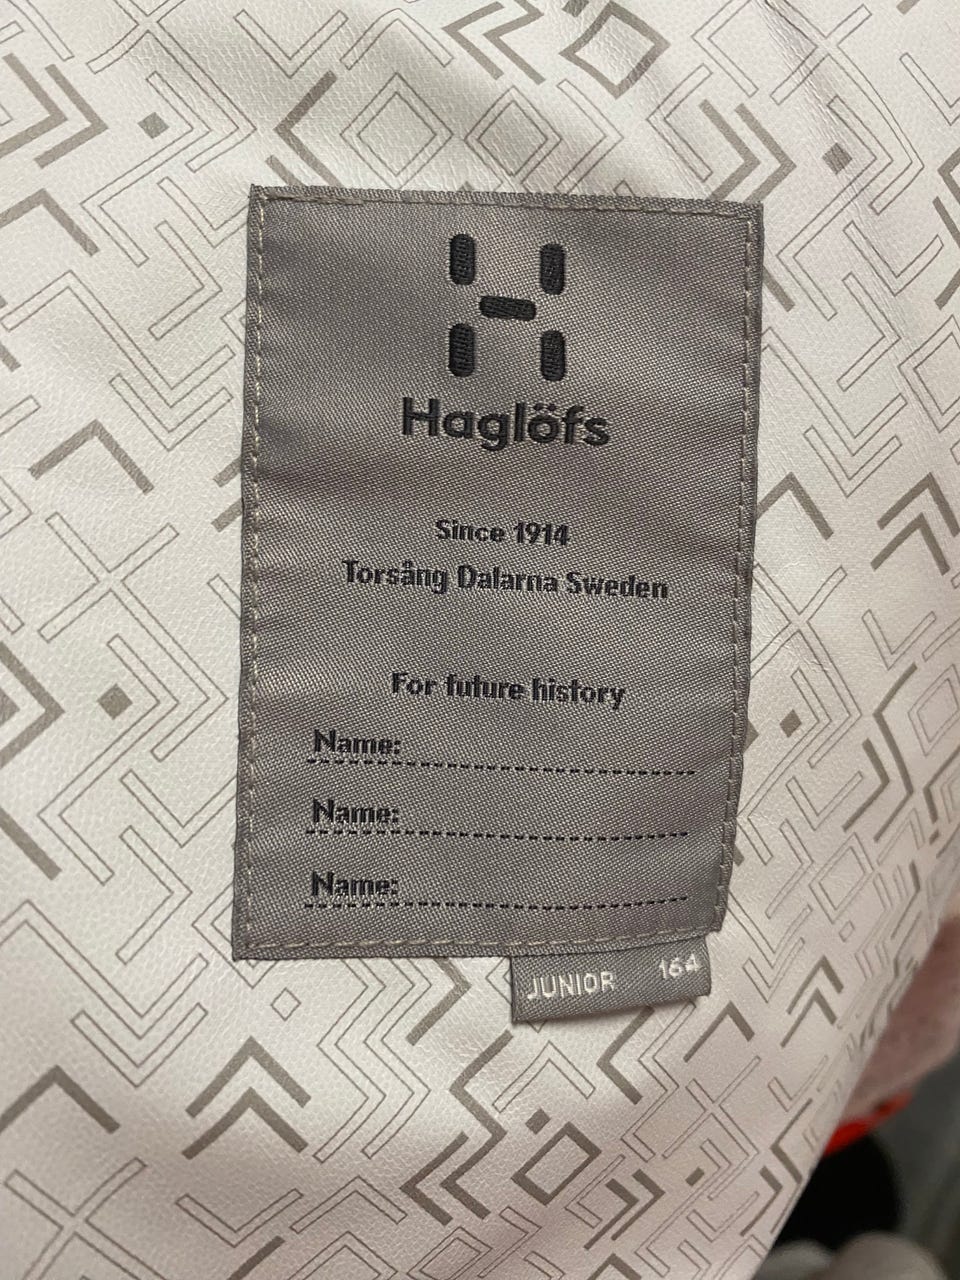 Haglöfs
Since 1914
Torsång Dalarna Sweden
For future history
Name:
Name:
Name:
JUNIOR 164